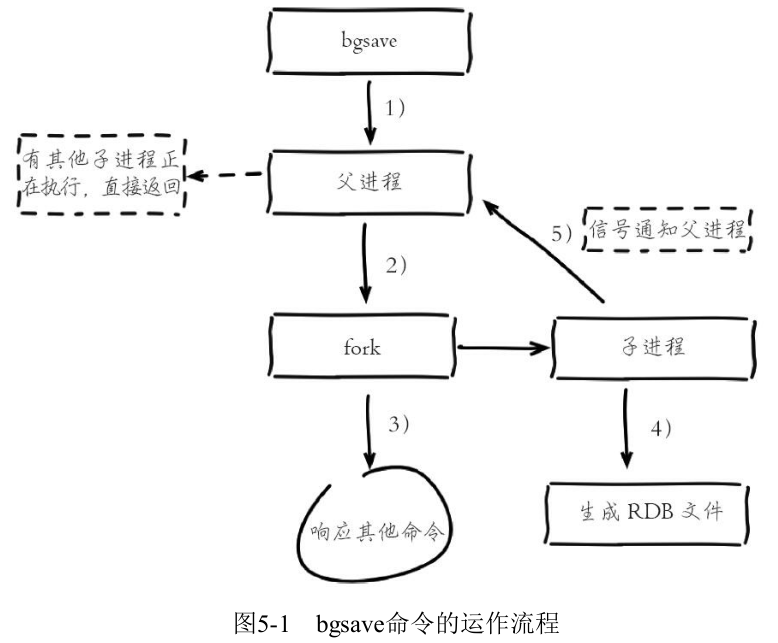 bgsave
1)
有其他子进程正
在执行，直接返回
父进程
5)
信号通知父进程
2)
fork
子进程
3)
4)
响应其他命令
生成 RDB 文件
图5-1 bgsave命令的运作流程